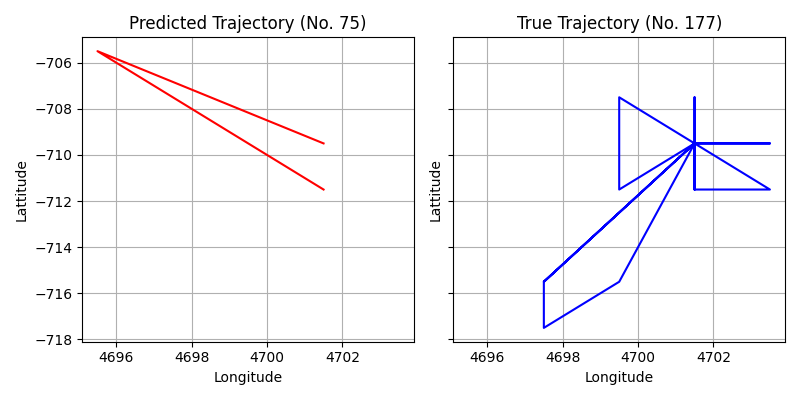 Predicted Trajectory (No. 75)
True Trajectory (No. 177)
Lattitude
−706
−708
−710
−712
−714
−716
−718
4696
4698
4700
4702
Longitude
Lattitude
4696
4698
4700
4702
Longitude